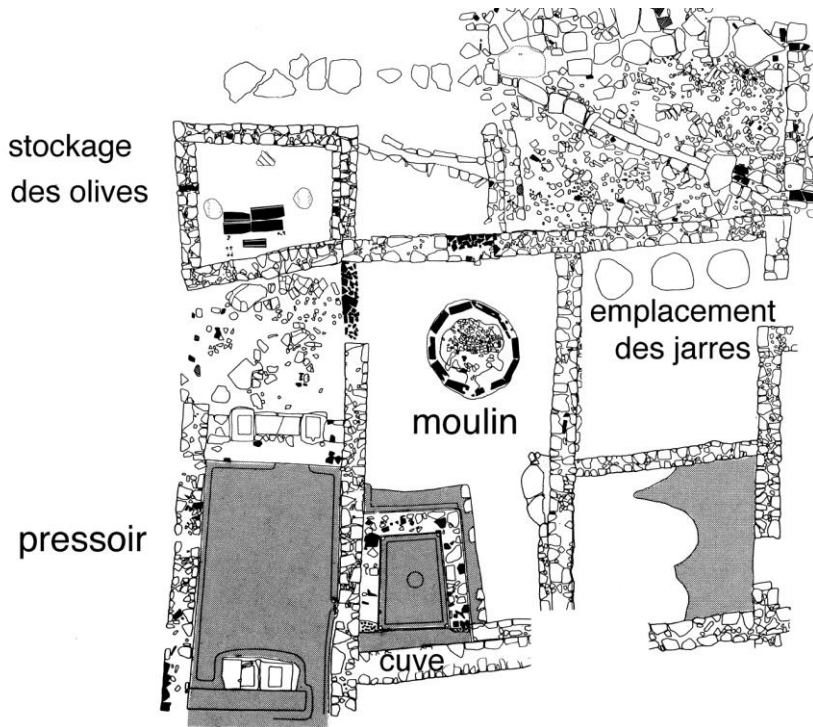 stockage
des olives
emplacement
des jarres
moulin
pressoir
cuve